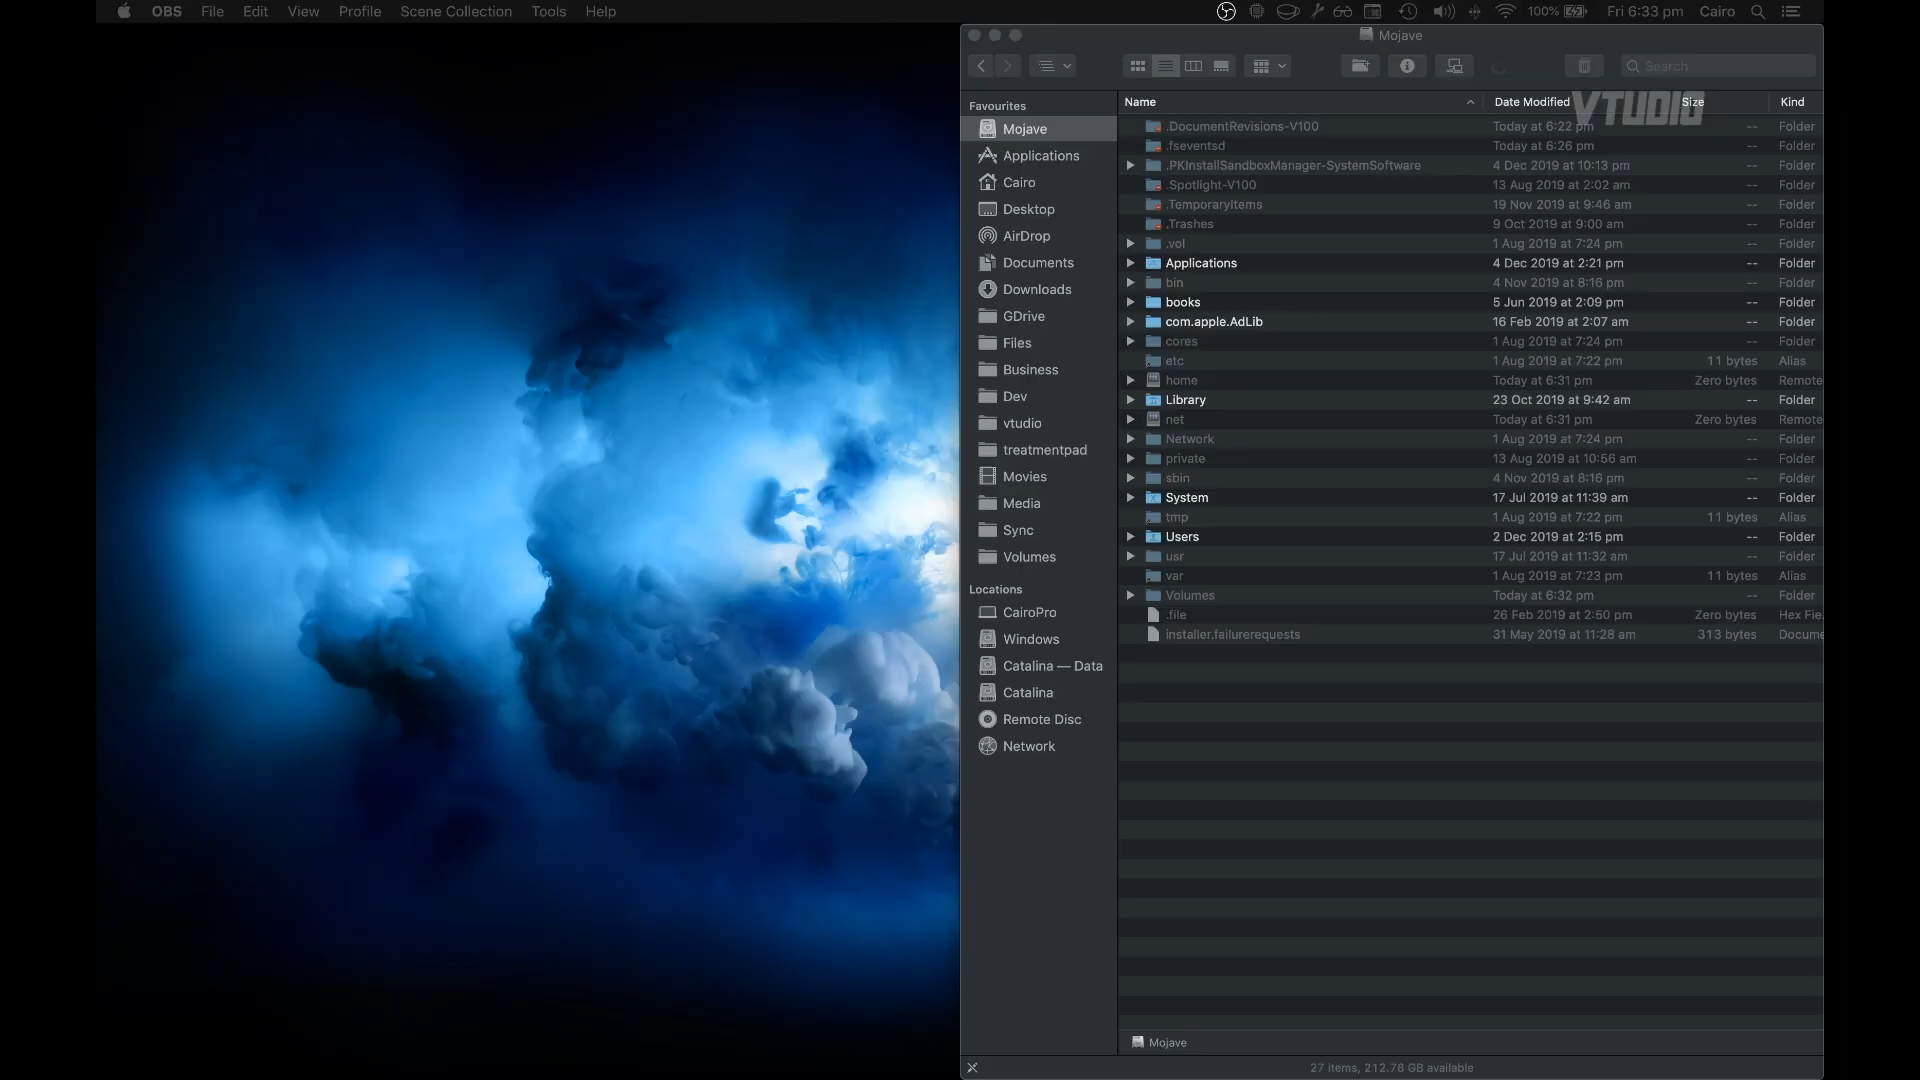 OBS File Edit View Profile Scene Collection Tools Help 100% Fri 6:33 pm Cairo
Mojave
Search
Favourites
Mojave
Applications
Cairo
Desktop
AirDrop
Documents
Downloads
GDrive
Files
Business
Dev
vtudio
treatmentpad
Movies
Media
Sync
Volumes
Locations
CairoPro
Windows
Catalina — Data
Catalina
Remote Disc
Network
Name Date Modified Size Kind
VTUDIO
.DocumentRevisions-V100 Today at 6:22 pm -- Folder
.fseventsd Today at 6:26 pm -- Folder
.PKInstallSandboxManager-SystemSoftware 4 Dec 2019 at 10:13 pm -- Folder
.Spotlight-V100 13 Aug 2019 at 2:02 am -- Folder
.TemporaryItems 19 Nov 2019 at 9:46 am -- Folder
.Trashes 9 Oct 2019 at 9:00 am -- Folder
.vol 1 Aug 2019 at 7:24 pm -- Folder
Applications 4 Dec 2019 at 2:21 pm -- Folder
bin 4 Nov 2019 at 8:16 pm -- Folder
books 5 Jun 2019 at 2:09 pm -- Folder
com.apple.AdLib 16 Feb 2019 at 2:07 am -- Folder
cores 1 Aug 2019 at 7:24 pm -- Folder
etc 1 Aug 2019 at 7:22 pm 11 bytes Alias
home Today at 6:31 pm Zero bytes Remote
Library 23 Oct 2019 at 9:42 am -- Folder
net Today at 6:31 pm Zero bytes Remote
Network 1 Aug 2019 at 7:24 pm -- Folder
private 13 Aug 2019 at 10:56 am -- Folder
sbin 4 Nov 2019 at 8:16 pm -- Folder
System 17 Jul 2019 at 11:39 am -- Folder
tmp 1 Aug 2019 at 7:22 pm 11 bytes Alias
Users 2 Dec 2019 at 2:15 pm -- Folder
usr 17 Jul 2019 at 11:32 am -- Folder
var 1 Aug 2019 at 7:23 pm 11 bytes Alias
Volumes Today at 6:32 pm -- Folder
.file 26 Feb 2019 at 2:50 pm Zero bytes Hex Fie
installer.failurerequests 31 May 2019 at 11:28 am 313 bytes Docume
Mojave
27 items, 212.78 GB available